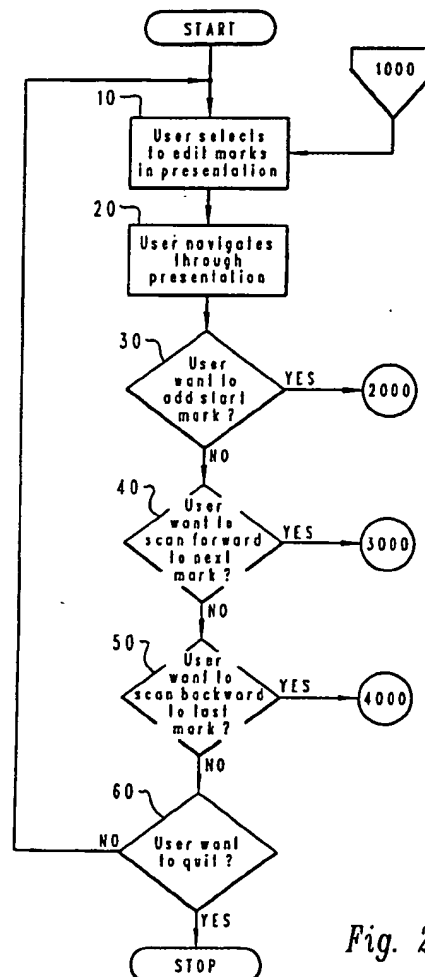 START
1000
10
User selects
to edit marks
in presentation
20
User navigates
through
presentation
30
User
want to
add start
mark ?
YES
2000
NO
40
User
want to
scan forward
to next
mark ?
YES
3000
NO
50
User
want to
scan backward
to last
mark ?
YES
4000
NO
60
NO
User want
to quit ?
YES
STOP